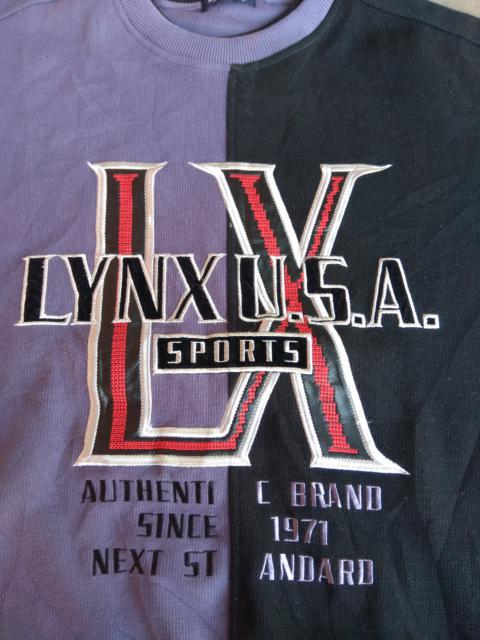 LX
LYNX U.S.A.
SPORTS
AUTHENTI C BRAND
SINCE 1971
NEXT ST ANDARD